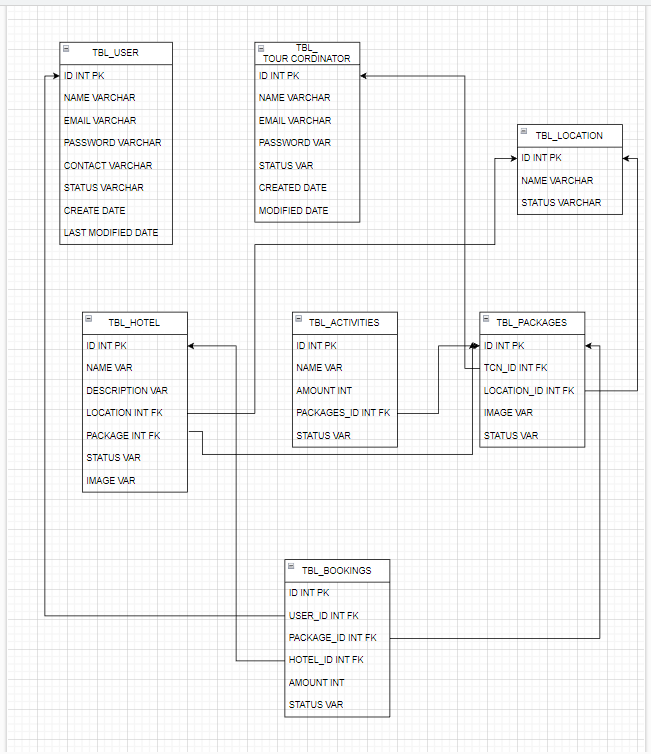 TBL_USER
ID INT PK
NAME VARCHAR
EMAIL VARCHAR
PASSWORD VARCHAR
CONTACT VARCHAR
STATUS VARCHAR
CREATE DATE
LAST MODIFIED DATE
TBL_
TOUR CORDINATOR
ID INT PK
NAME VARCHAR
EMAIL VARCHAR
PASSWORD VAR
STATUS VAR
CREATED DATE
MODIFIED DATE
TBL_LOCATION
ID INT PK
NAME VARCHAR
STATUS VARCHAR
TBL_HOTEL
ID INT PK
NAME VAR
DESCRIPTION VAR
LOCATION INT FK
PACKAGE INT FK
STATUS VAR
IMAGE VAR
TBL_ACTIVITIES
ID INT PK
NAME VAR
AMOUNT INT
PACKAGES_ID INT FK
STATUS VAR
TBL_PACKAGES
ID INT PK
TCN_ID INT FK
LOCATION_ID INT FK
IMAGE VAR
STATUS VAR
TBL_BOOKINGS
ID INT PK
USER_ID INT FK
PACKAGE_ID INT FK
HOTEL_ID INT FK
AMOUNT INT
STATUS VAR